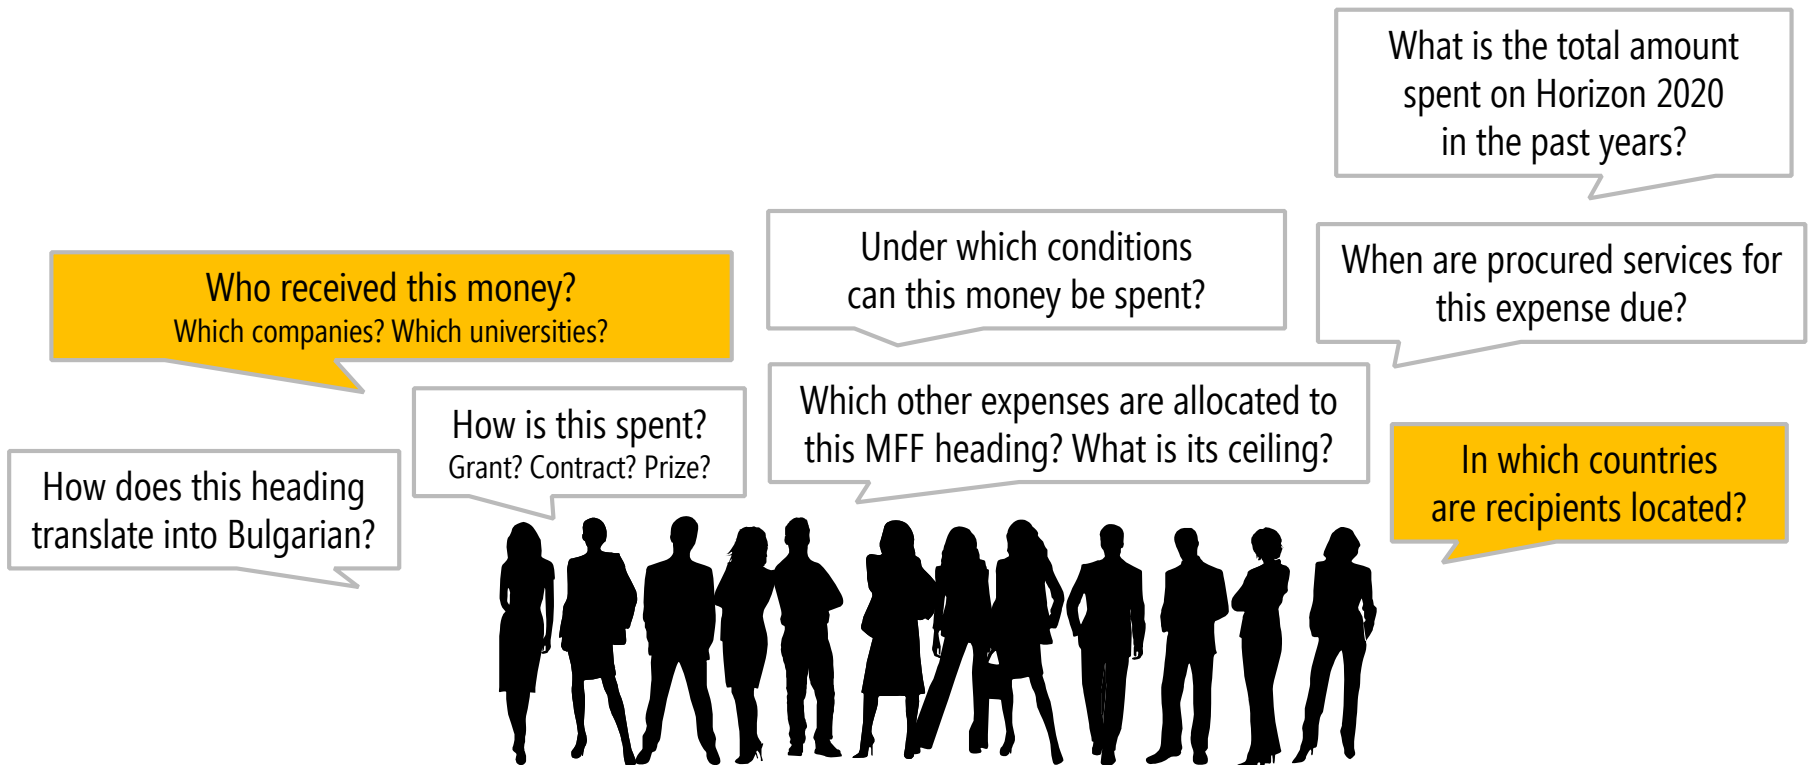 What is the total amount
spent on Horizon 2020
in the past years?
Under which conditions
can this money be spent?
When are procured services for
this expense due?
Who received this money?
Which companies? Which universities?
How is this spent?
Grant? Contract? Prize?
Which other expenses are allocated to
this MFF heading? What is its ceiling?
In which countries
are recipients located?
How does this heading
translate into Bulgarian?